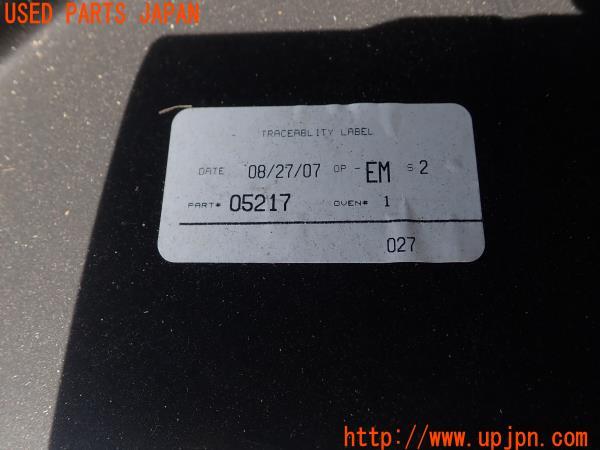 USED PARTS JAPAN
TRACEABLITY LABEL
DATE 08/27/07 OP - EM S 2
PART# 05217 OVEN# 1
027
http://www.upjpn.com/